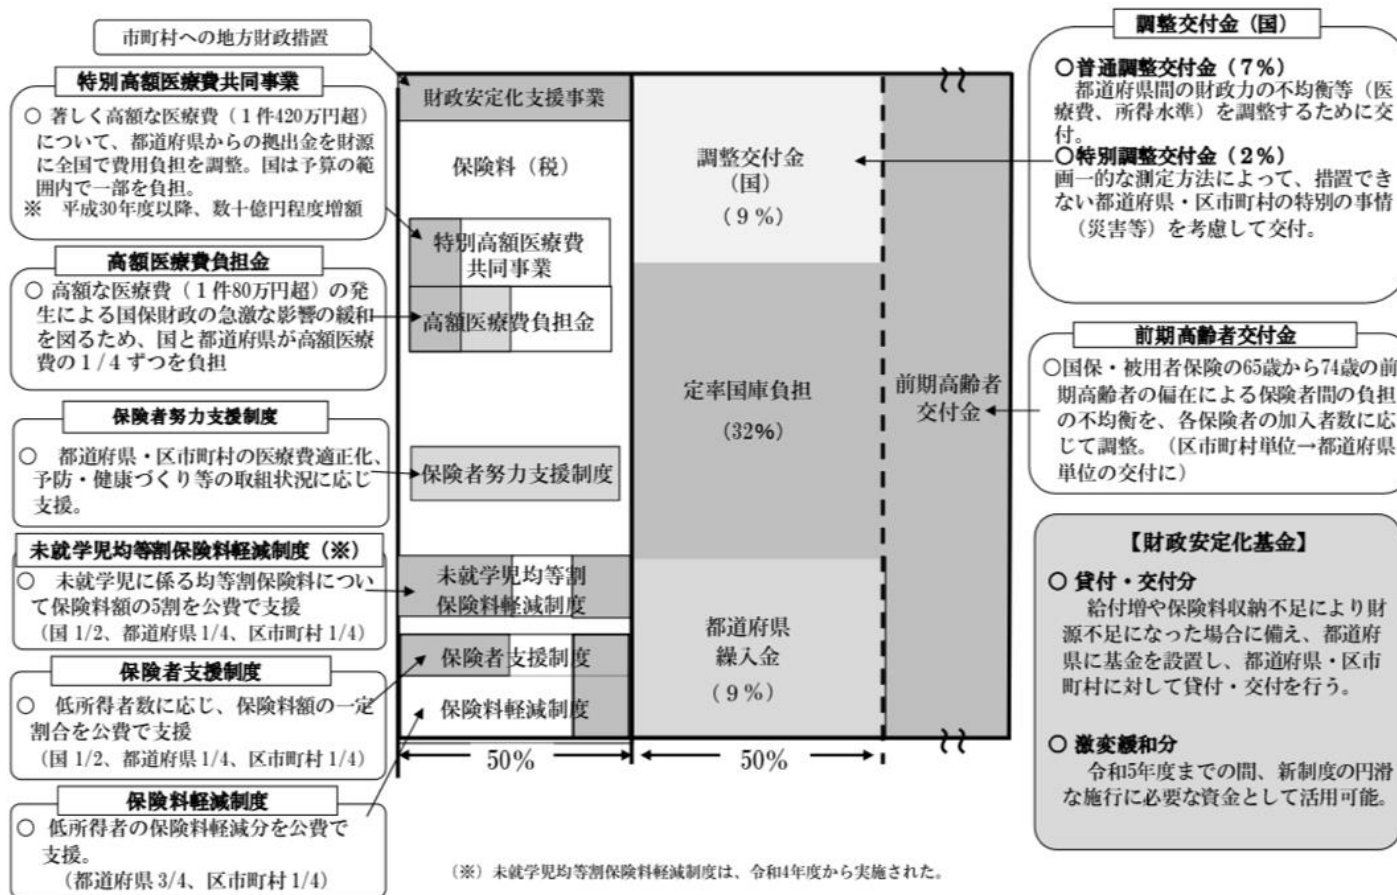 市町村への地方財政措置
特別高額医療費共同事業
○ 著しく高額な医療費(1件420万円超)
について、都道府県からの拠出金を財源
に全国で費用負担を調整。国は予算の範
囲内で一部を負担。
※ 平成30年度以降、数十億円程度増額
高額医療費負担金
○ 高額な医療費(1件80万円超)の発
生による国保財政の急激な影響の緩和
を図るため、国と都道府県が高額医療
費の1/4ずつを負担
保険者努力支援制度
○ 都道府県・区市町村の医療費適正化、
予防・健康づくり等の取組状況に応じ
支援。
未就学児均等割保険料軽減制度(※)
○ 未就学児に係る均等割保険料につい
て保険料額の5割を公費で支援
(国 1/2、都道府県 1/4、区市町村 1/4)
保険者支援制度
○ 低所得者数に応じ、保険料額の一定
割合を公費で支援
(国 1/2、都道府県 1/4、区市町村 1/4)
保険料軽減制度
○ 低所得者の保険料軽減分を公費で
支援。
(都道府県 3/4、区市町村 1/4)
財政安定化支援事業
保険料(税)
特別高額医療費
共同事業
高額医療費負担金
保険者努力支援制度
未就学児均等割
保険料軽減制度
保険者支援制度
保険料軽減制度
50%
調整交付金
(国)
(9%)
定率国庫負担
(32%)
都道府県
繰入金
(9%)
50%
前期高齢者
交付金
調整交付金(国)
○普通調整交付金(7%)
都道府県間の財政力の不均衡等(医
療費、所得水準)を調整するために交
付。
○特別調整交付金(2%)
画一的な測定方法によって、措置でき
ない都道府県・区市町村の特別の事情
(災害等)を考慮して交付。
前期高齢者交付金
○国保・被用者保険の65歳から74歳の前
期高齢者の偏在による保険者間の負担
の不均衡を、各保険者の加入者数に応
じて調整。(区市町村単位→都道府県
単位の交付に)
【財政安定化基金】
○ 貸付・交付分
給付増や保険料収納不足により財
源不足になった場合に備え、都道府
県に基金を設置し、都道府県・区市
町村に対して貸付・交付を行う。
○ 激変緩和分
令和5年度までの間、新制度の円滑
な施行に必要な資金として活用可能。
(※)未就学児均等割保険料軽減制度は、令和4年度から実施された。